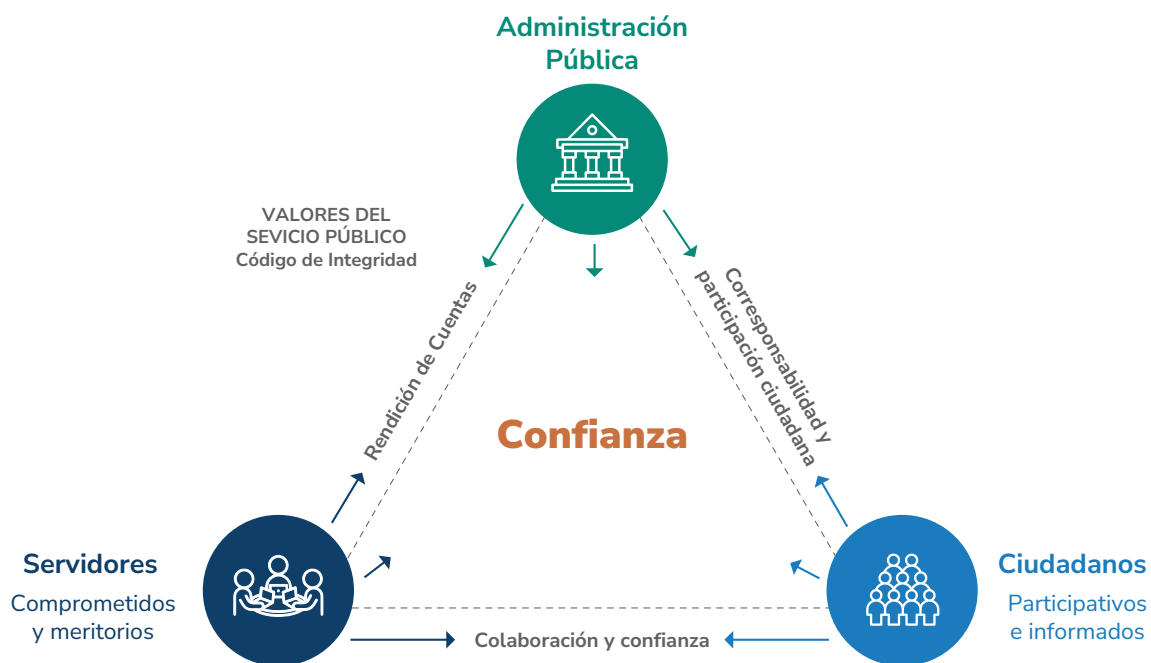 Administración
Pública
VALORES DEL
SEVICIO PÚBLICO
Código de Integridad
Rendición de Cuentas
Corresponsabilidad y
participación ciudadana
Confianza
Servidores
Comprometidos
y meritorios
Ciudadanos
Participativos
e informados
Colaboración y confianza